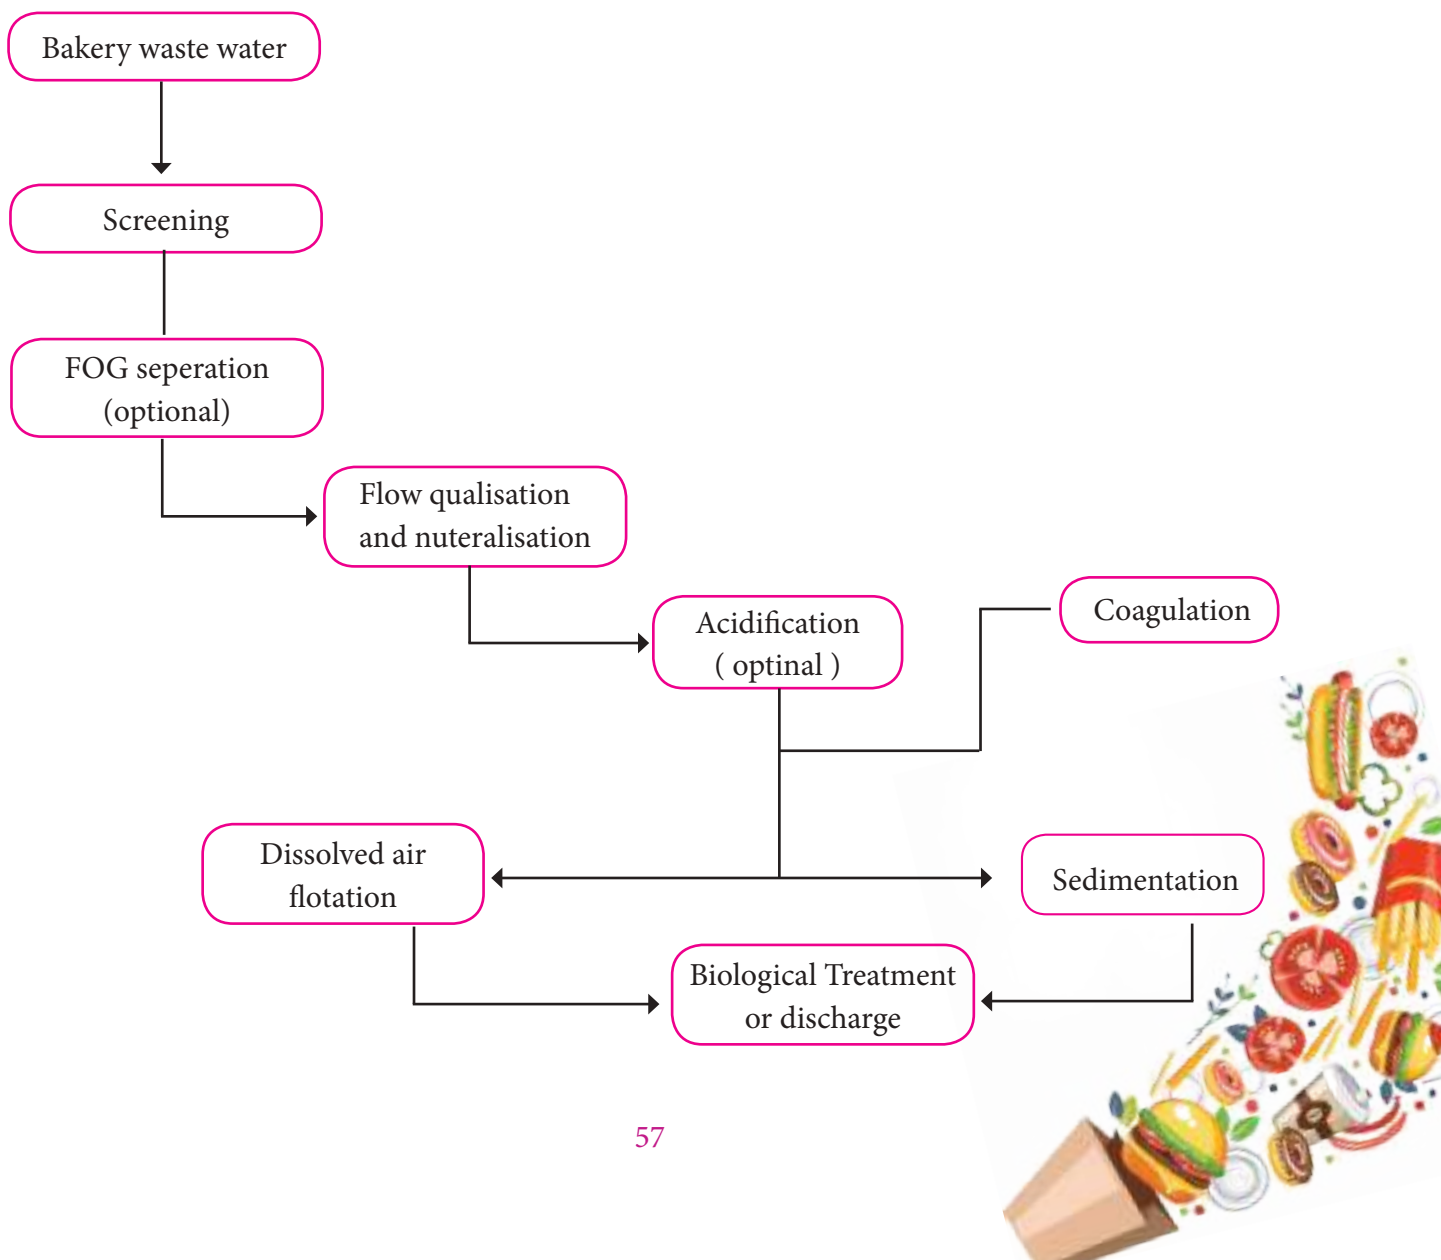 Bakery waste water
Screening
FOG seperation
(optional)
Flow qualisation
and nuteralisation
Acidification
( optinal )
Coagulation
Dissolved air
flotation
Sedimentation
Biological Treatment
or discharge
57